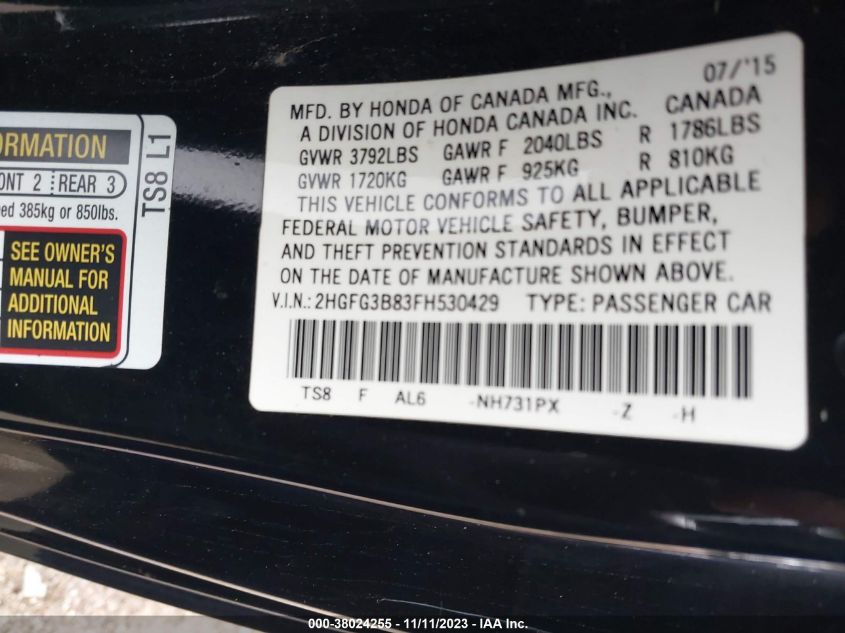 ORMATION
ONT 2 REAR 3
ed 385kg or 850lbs.
SEE OWNER'S
MANUAL FOR
ADDITIONAL
INFORMATION
TS8 L1
07/'15
MFD. BY HONDA OF CANADA MFG., CANADA
A DIVISION OF HONDA CANADA INC.
GVWR 3792LBS GAWR F 2040LBS R 1786LBS
GVWR 1720KG GAWR F 925KG R 810KG
THIS VEHICLE CONFORMS TO ALL APPLICABLE
FEDERAL MOTOR VEHICLE SAFETY, BUMPER,
AND THEFT PREVENTION STANDARDS IN EFFECT
ON THE DATE OF MANUFACTURE SHOWN ABOVE.
V.I.N.: 2HGFG3B83FH530429 TYPE: PASSENGER CAR
TS8 F AL6 -NH731PX -Z -H
000-38024255 - 11/11/2023 - IAA Inc.